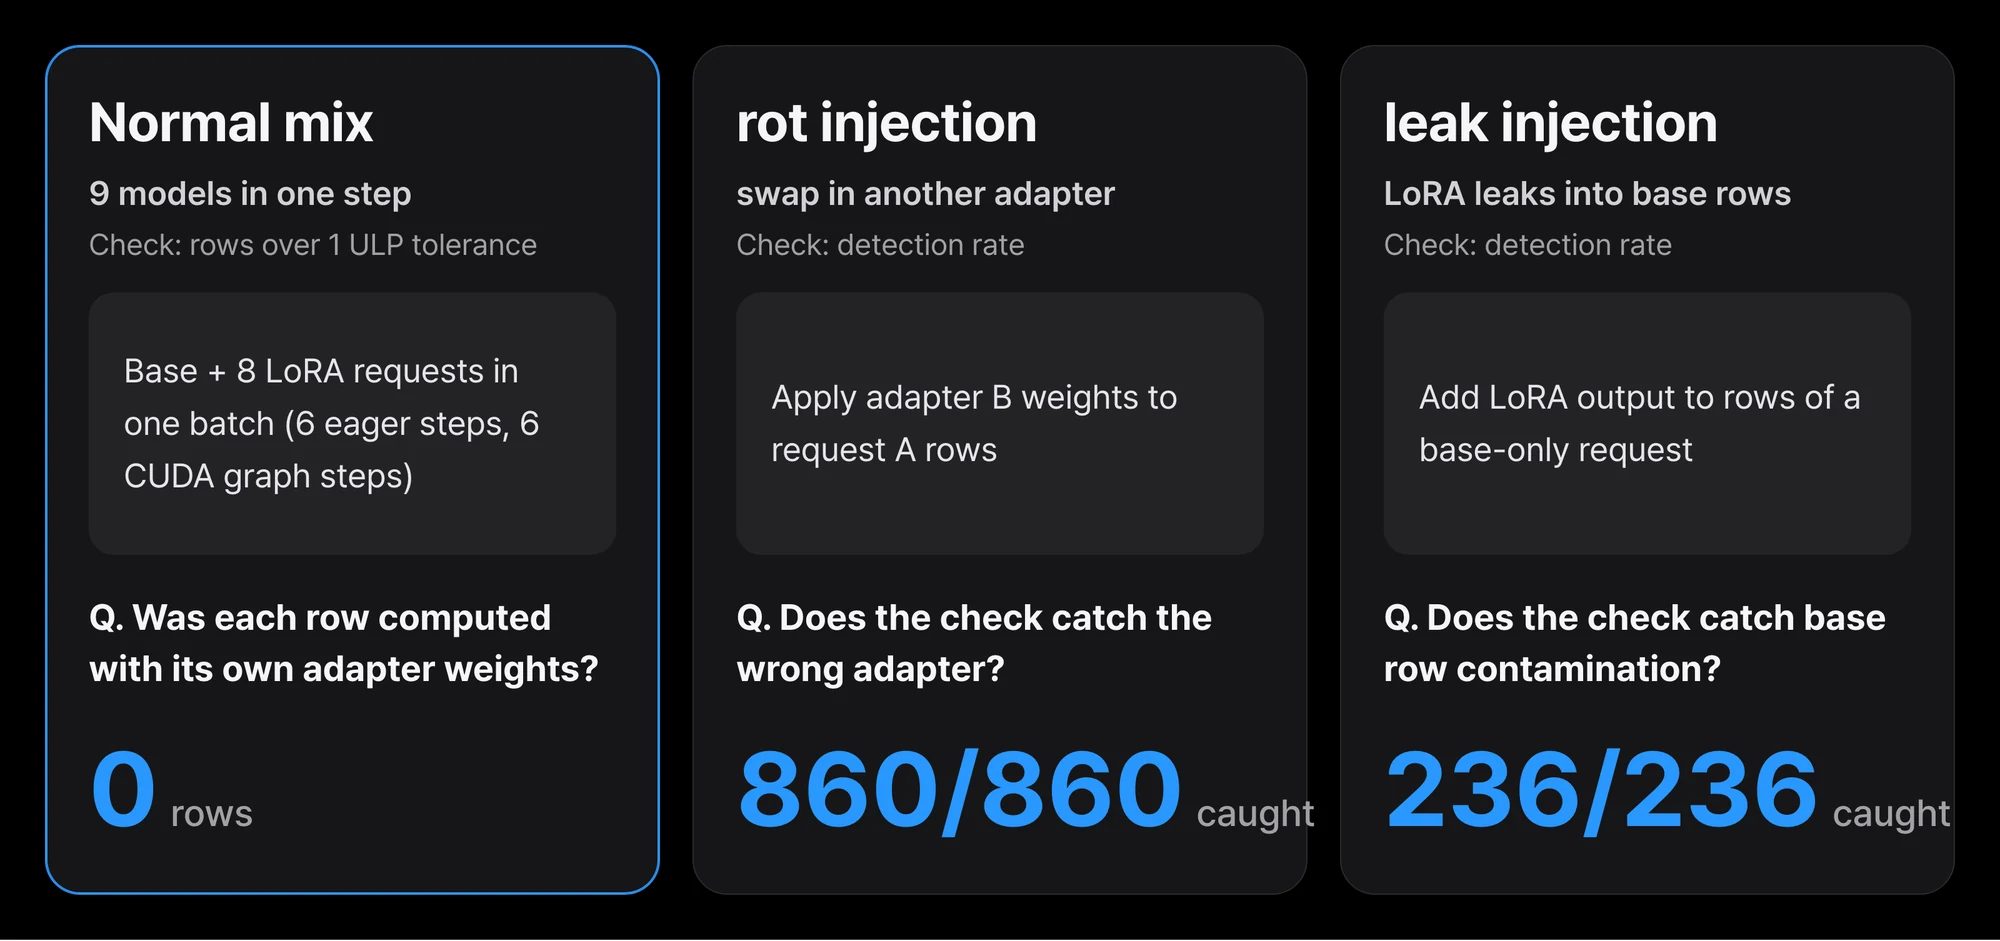 Normal mix
9 models in one step
Check: rows over 1 ULP tolerance
Base + 8 LoRA requests in
one batch (6 eager steps, 6
CUDA graph steps)
Q. Was each row computed
with its own adapter weights?
0 rows
rot injection
swap in another adapter
Check: detection rate
Apply adapter B weights to
request A rows
Q. Does the check catch the
wrong adapter?
860/860 caught
leak injection
LoRA leaks into base rows
Check: detection rate
Add LoRA output to rows of a
base-only request
Q. Does the check catch base
row contamination?
236/236 caught